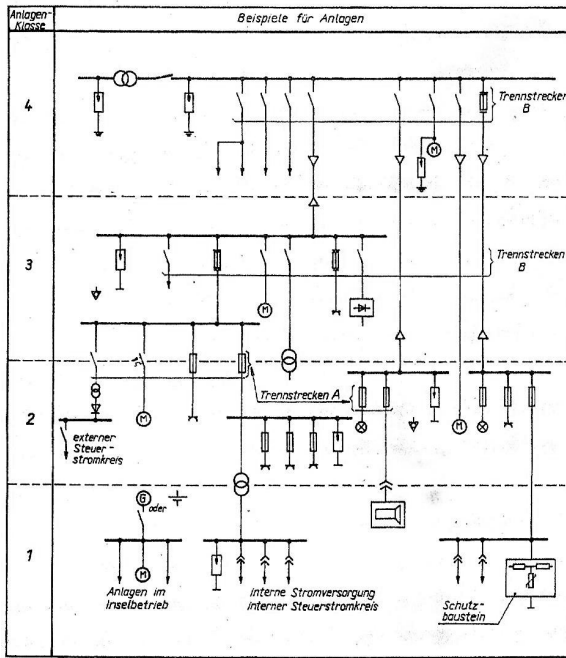 Anlagen-
Klasse
Beispiele für Anlagen
4
Trennstrecken
B
M
M
3
Trennstrecken
B
M
2
Trennstrecken A
M
M
externer
Steuer-
stromkreis
1
G
oder
M
Anlagen im
Inselbetrieb
Interne Stromversorgung
Interner Steuerstromkreis
Schutz-
baustein